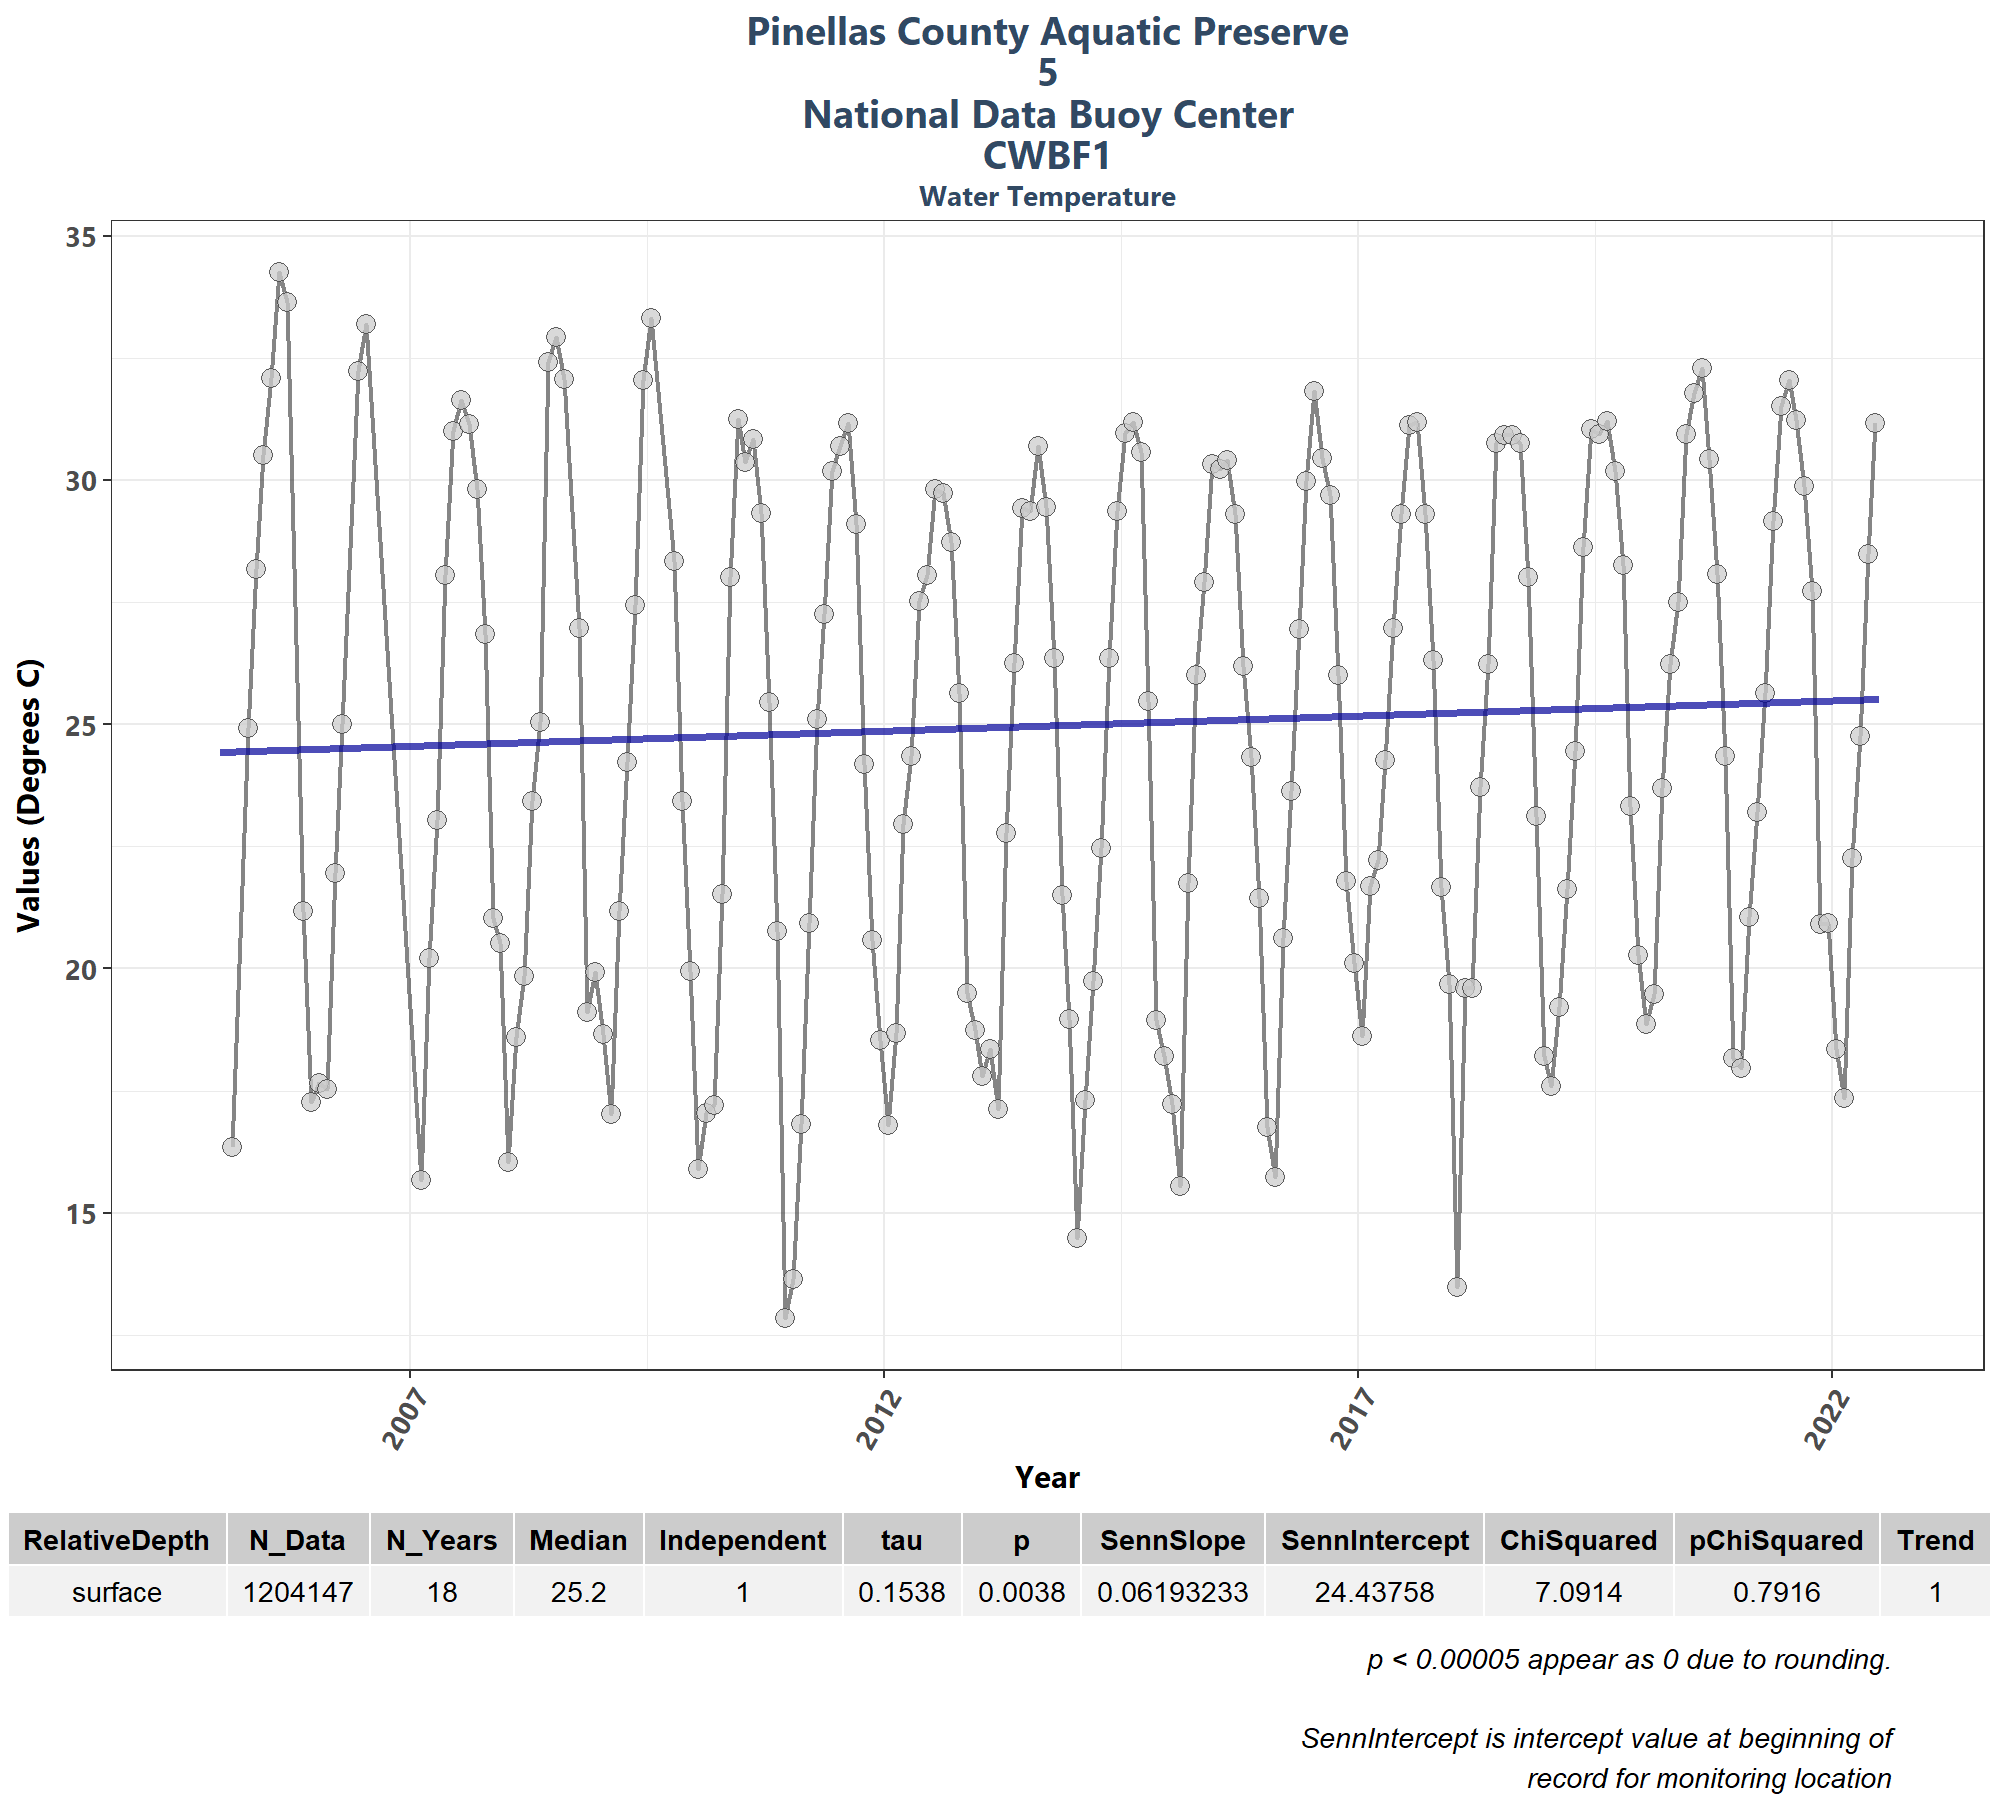 Pinellas County Aquatic Preserve
5
National Data Buoy Center
CWBF1
Water Temperature
35
30
25
20
15
Values (Degrees C)
2007
2012
2017
2022
Year
RelativeDepth N_Data N_Years Median Independent tau p SennSlope SennIntercept ChiSquared pChiSquared Trend
surface 1204147 18 25.2 1 0.1538 0.0038 0.06193233 24.43758 7.0914 0.7916 1
p < 0.00005 appear as 0 due to rounding.
SennIntercept is intercept value at beginning of
record for monitoring location